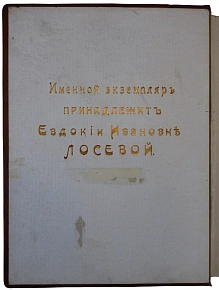 Именной экземпляръ
ПРИНАДЛЕЖИТЪ
Евдокіи Ивановнѣ
ЛОСЕВОЙ.